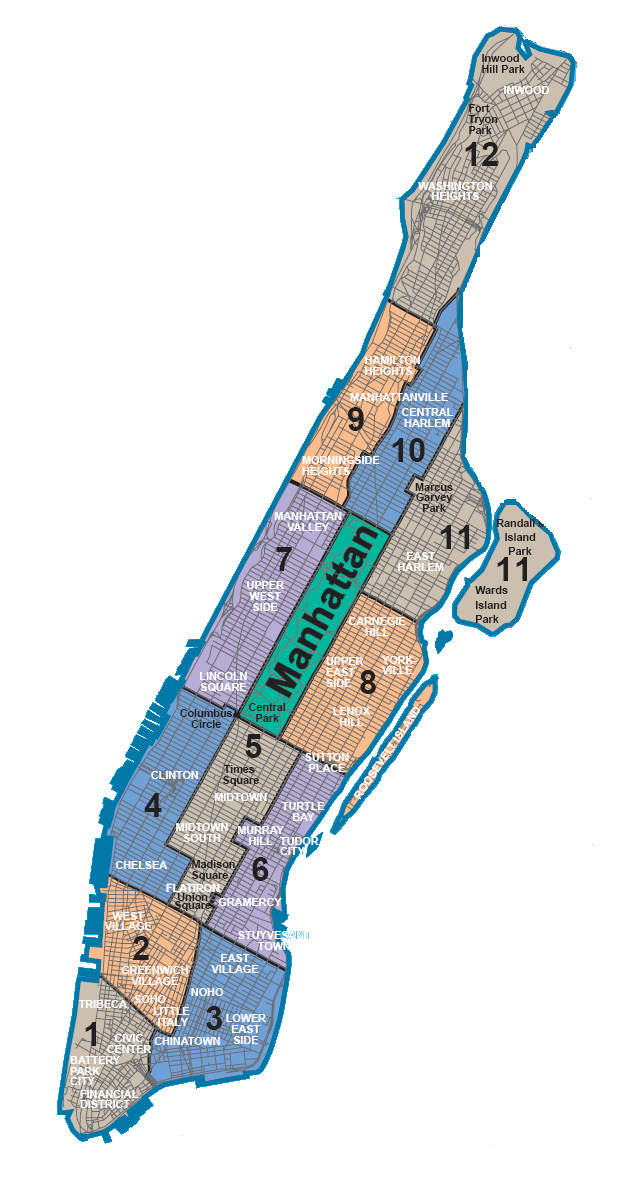 Inwood
Hill Park
INWOOD
Fort
Tryon
Park
12
WASHINGTON
HEIGHTS
HAMILTON
HEIGHTS
MANHATTANVILLE
9
CENTRAL
HARLEM
10
MORNINGSIDE
HEIGHTS
Marcus
Garvey
Park
11
EAST
HARLEM
Randall
Island
Park
11
Wards
Island
Park
MANHATTAN
VALLEY
7
UPPER
WEST
SIDE
LINCOLN
SQUARE
Manhattan
Central
Park
CARNEGIE
HILL
UPPER
EAST
SIDE
YORK
VILLE
8
LENOX
HILL
ROOSEVELT ISLAND
Columbus
Circle
5
Times
Square
MIDTOWN
CLINTON
4
MIDTOWN
SOUTH
CHELSEA
SUTTON
PLACE
TURTLE
BAY
MURRAY
HILL
TUDOR
CITY
6
Madison
Square
FLATIRON
Union
Square
GRAMERCY
STUYVESANT
TOWN
WEST
VILLAGE
2
GREENWICH
VILLAGE
EAST
VILLAGE
NOHO
SOHO
LITTLE
ITALY
3
LOWER
EAST
SIDE
CHINATOWN
TRIBECA
1
CIVIC
CENTER
BATTERY
PARK
CITY
FINANCIAL
DISTRICT